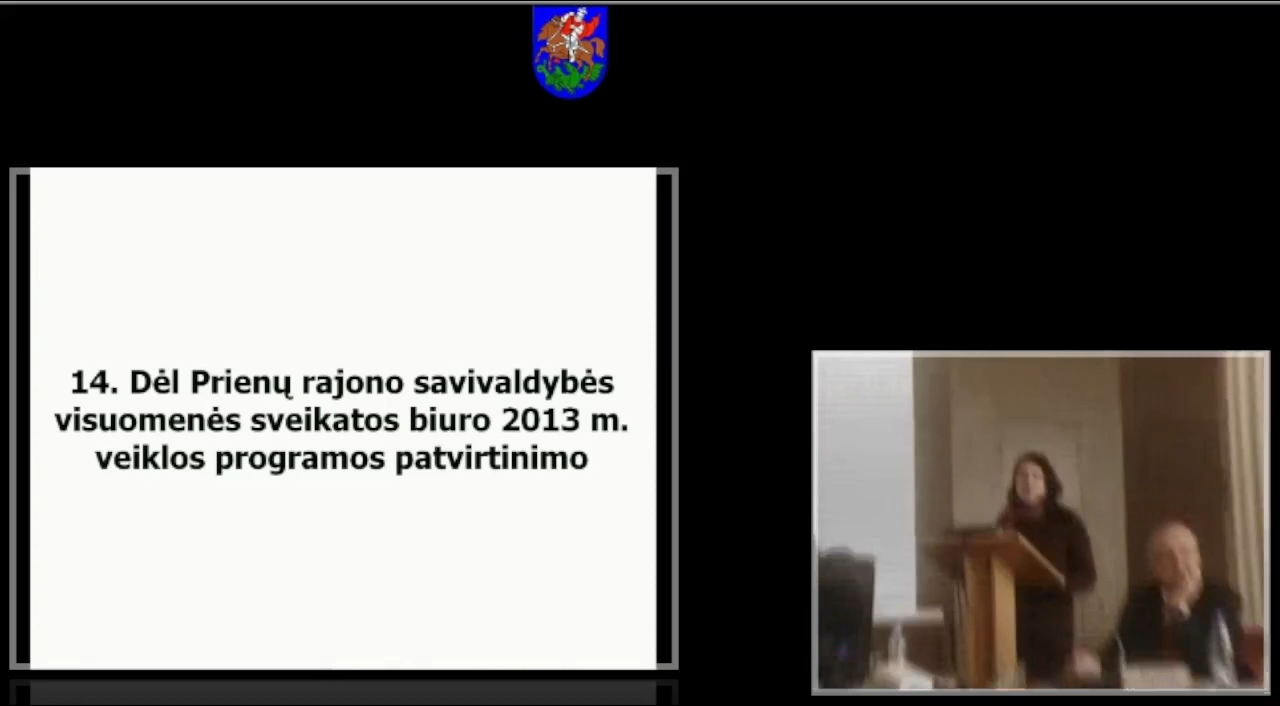 14. Dėl Prienų rajono savivaldybės
visuomenės sveikatos biuro 2013 m.
veiklos programos patvirtinimo